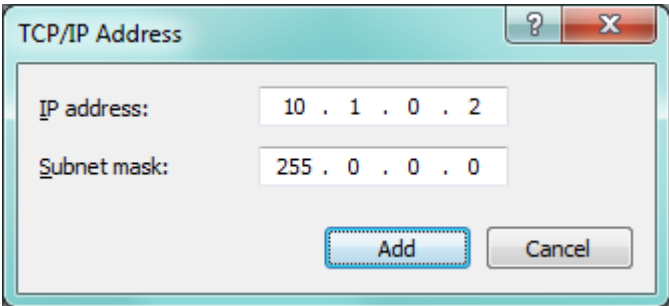 TCP/IP Address ? X
IP address: 10 . 1 . 0 . 2
Subnet mask: 255 . 0 . 0 . 0
Add Cancel